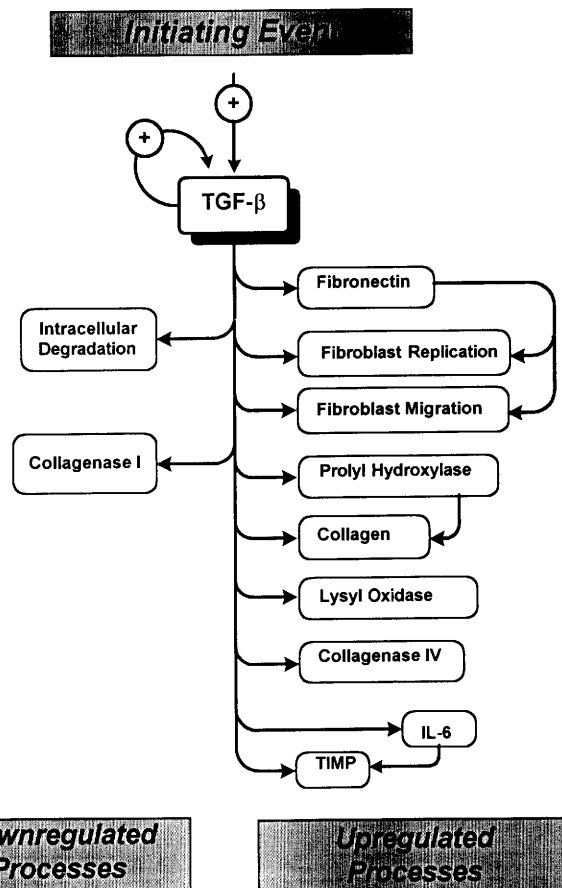 Initiating Even
+
+
TGF-β
Fibronectin
Intracellular
Degradation
Fibroblast Replication
Fibroblast Migration
Collagenase I
Prolyl Hydroxylase
Collagen
Lysyl Oxidase
Collagenase IV
IL-6
TIMP
wnregulated
Processes
Upregulated
Processes